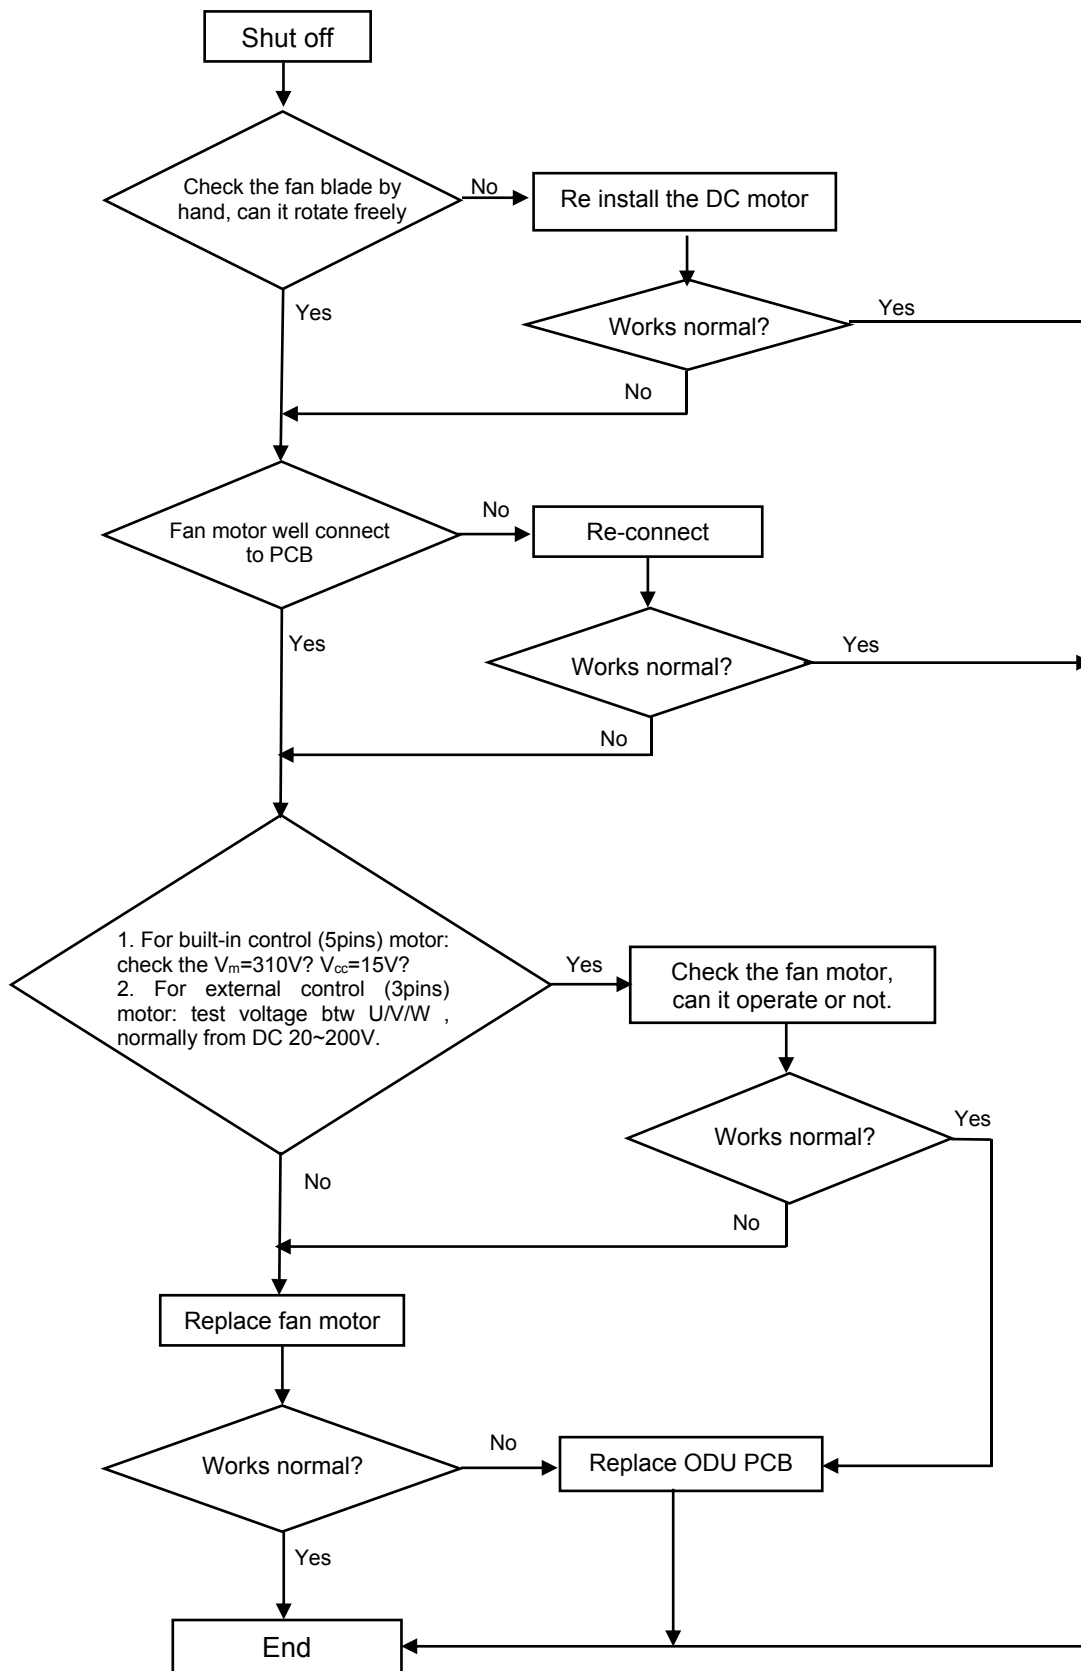 Shut off
Check the fan blade by
hand, can it rotate freely
No
Re install the DC motor
Yes
Works normal?
Yes
No
Fan motor well connect
to PCB
No
Re-connect
Yes
Works normal?
Yes
No
1. For built-in control (5pins) motor:
check the Vm=310V? Vcc=15V?
2. For external control (3pins)
motor: test voltage btw U/V/W ,
normally from DC 20~200V.
Yes
Check the fan motor,
can it operate or not.
Works normal?
Yes
No
No
Replace fan motor
Works normal?
No
Replace ODU PCB
Yes
End